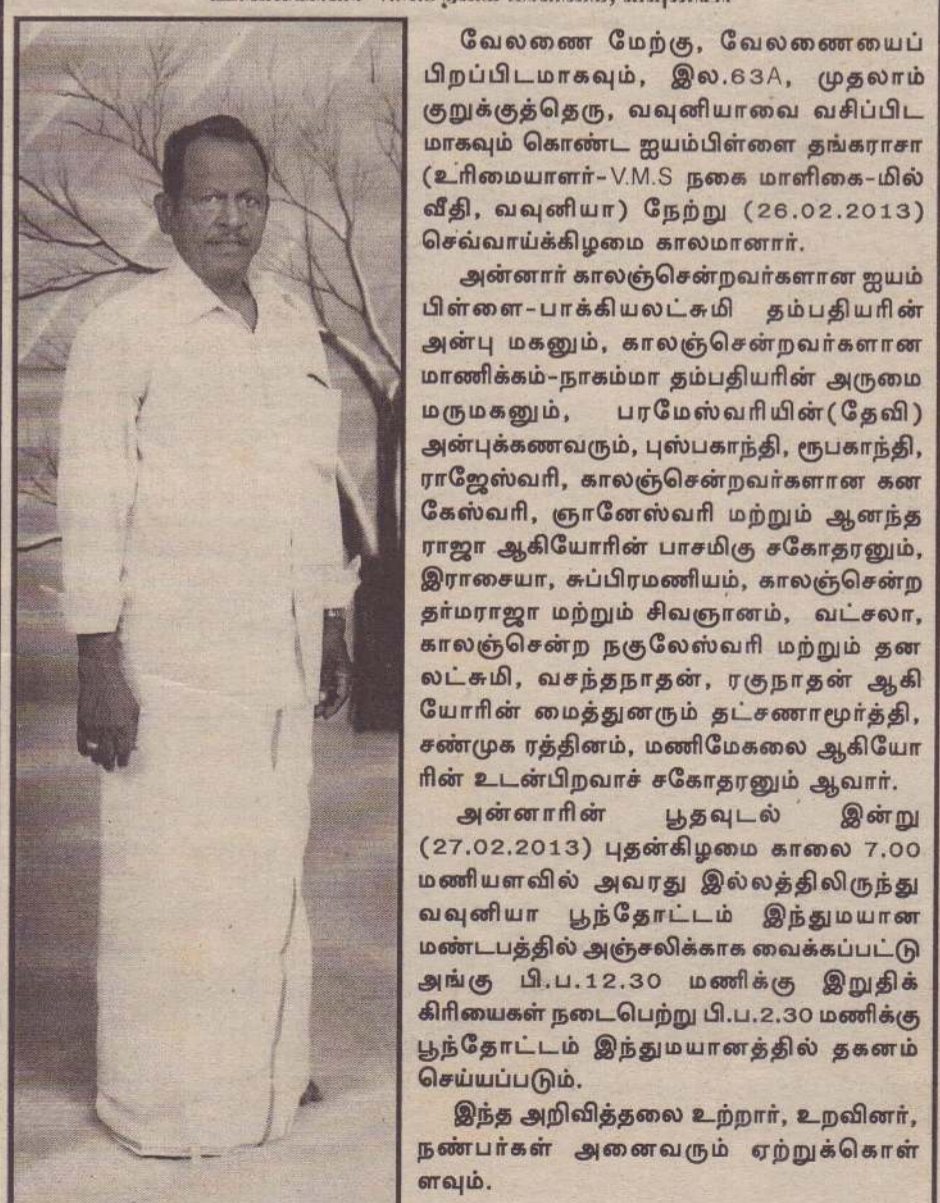 வேலணை மேற்கு, வேலணையைப்
பிறப்பிடமாகவும், இல.63A, முதலாம்
குறுக்குத்தெரு, வவுனியாவை வசிப்பிட
மாகவும் கொண்ட ஐயம்பிள்ளை தங்கராசா
(உரிமையாளர்-V.M.S நகை மாளிகை-மில்
வீதி, வவுனியா) நேற்று (26.02.2013)
செவ்வாய்க்கிழமை காலமானார்.
அன்னார் காலஞ்சென்றவர்களான ஐயம்
பிள்ளை-பாக்கியலட்சுமி தம்பதியரின்
அன்பு மகனும், காலஞ்சென்றவர்களான
மாணிக்கம்-நாகம்மா தம்பதியரின் அருமை
மருமகனும், பரமேஸ்வரியின்(தேவி)
அன்புக்கணவரும், புஸ்பகாந்தி, ரூபகாந்தி,
ராஜேஸ்வரி, காலஞ்சென்றவர்களான கன
கேஸ்வரி, ஞானேஸ்வரி மற்றும் ஆனந்த
ராஜா ஆகியோரின் பாசமிகு சகோதரனும்,
இராசையா, சுப்பிரமணியம், காலஞ்சென்ற
தர்மராஜா மற்றும் சிவஞானம், வட்சலா,
காலஞ்சென்ற நகுலேஸ்வரி மற்றும் தன
லட்சுமி, வசந்தநாதன், ரகுநாதன் ஆகி
யோரின் மைத்துனரும் தட்சணாமூர்த்தி,
சண்முக ரத்தினம், மணிமேகலை ஆகியோ
ரின் உடன்பிறவாச் சகோதரனும் ஆவார்.
அன்னாரின் பூதவுடல் இன்று
(27.02.2013) புதன்கிழமை காலை 7.00
மணியளவில் அவரது இல்லத்திலிருந்து
வவுனியா பூந்தோட்டம் இந்துமயான
மண்டபத்தில் அஞ்சலிக்காக வைக்கப்பட்டு
அங்கு பி.ப.12.30 மணிக்கு இறுதிக்
கிரியைகள் நடைபெற்று பி.ப.2.30 மணிக்கு
பூந்தோட்டம் இந்துமயானத்தில் தகனம்
செய்யப்படும்.
இந்த அறிவித்தலை உற்றார், உறவினர்,
நண்பர்கள் அனைவரும் ஏற்றுக்கொள்
ளவும்.